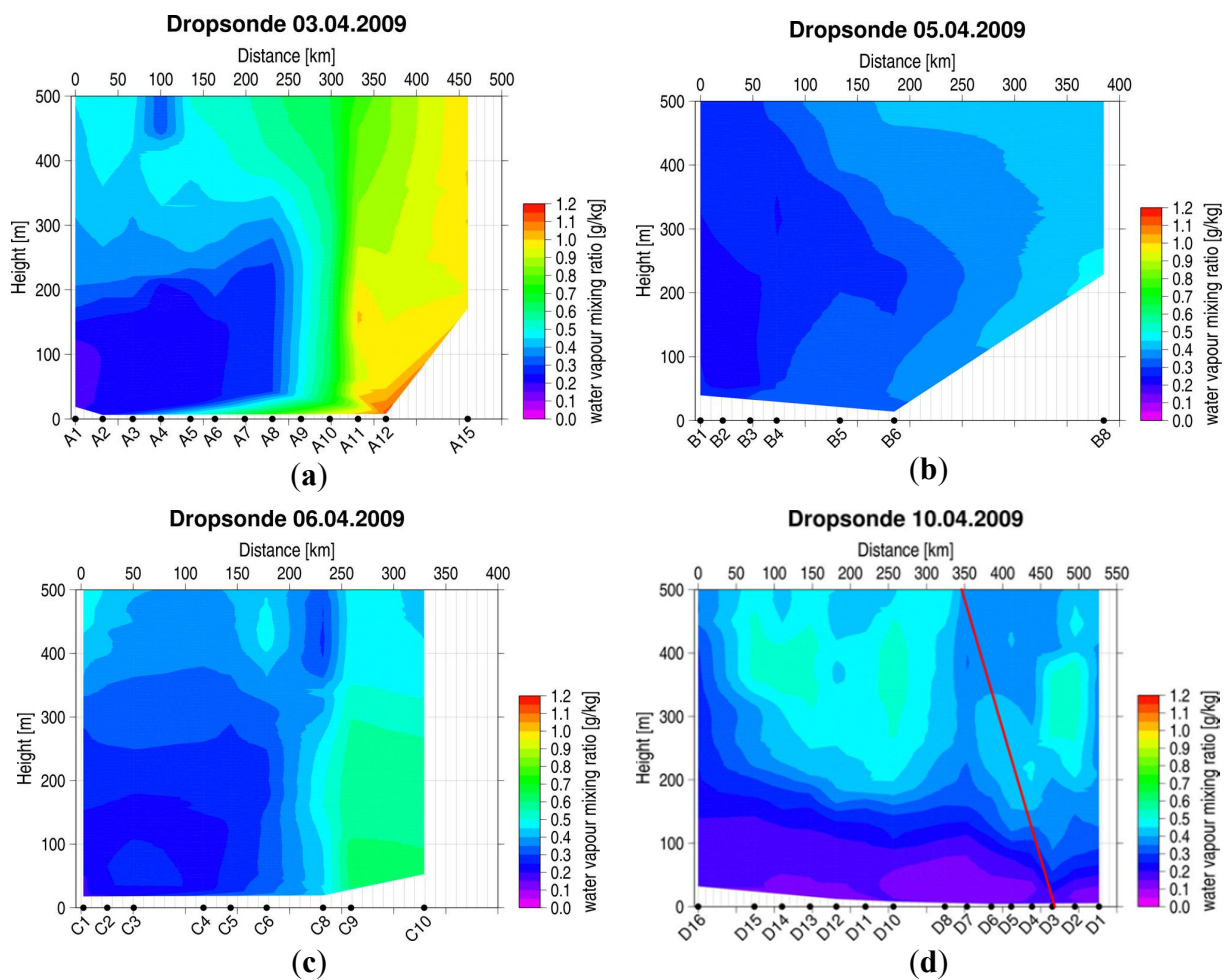 Dropsonde 03.04.2009
Distance [km]
0 50 100 150 200 250 300 350 400 450 500
500
400
300
200
100
0
Height [m]
A1 A2 A3 A4 A5 A6 A7 A8 A9 A10 A11 A12 A15
1.2
1.1
1.0
0.9
0.8
0.7
0.6
0.5
0.4
0.3
0.2
0.1
0.0
water vapour mixing ratio [g/kg]
(a)
Dropsonde 05.04.2009
Distance [km]
0 50 100 150 200 250 300 350 400
500
400
300
200
100
0
Height [m]
B1 B2 B3 B4 B5 B6 B8
1.2
1.1
1.0
0.9
0.8
0.7
0.6
0.5
0.4
0.3
0.2
0.1
0.0
water vapour mixing ratio [g/kg]
(b)
Dropsonde 06.04.2009
Distance [km]
0 50 100 150 200 250 300 350 400
500
400
300
200
100
0
Height [m]
C1 C2 C3 C4 C5 C6 C8 C9 C10
1.2
1.1
1.0
0.9
0.8
0.7
0.6
0.5
0.4
0.3
0.2
0.1
0.0
water vapour mixing ratio [g/kg]
(c)
Dropsonde 10.04.2009
Distance [km]
0 50 100 150 200 250 300 350 400 450 500 550
500
400
300
200
100
0
Height [m]
D16 D15 D14 D13 D12 D11 D10 D8 D7 D6 D5 D4 D3 D2 D1
1.2
1.1
1.0
0.9
0.8
0.7
0.6
0.5
0.4
0.3
0.2
0.1
0.0
water vapour mixing ratio [g/kg]
(d)